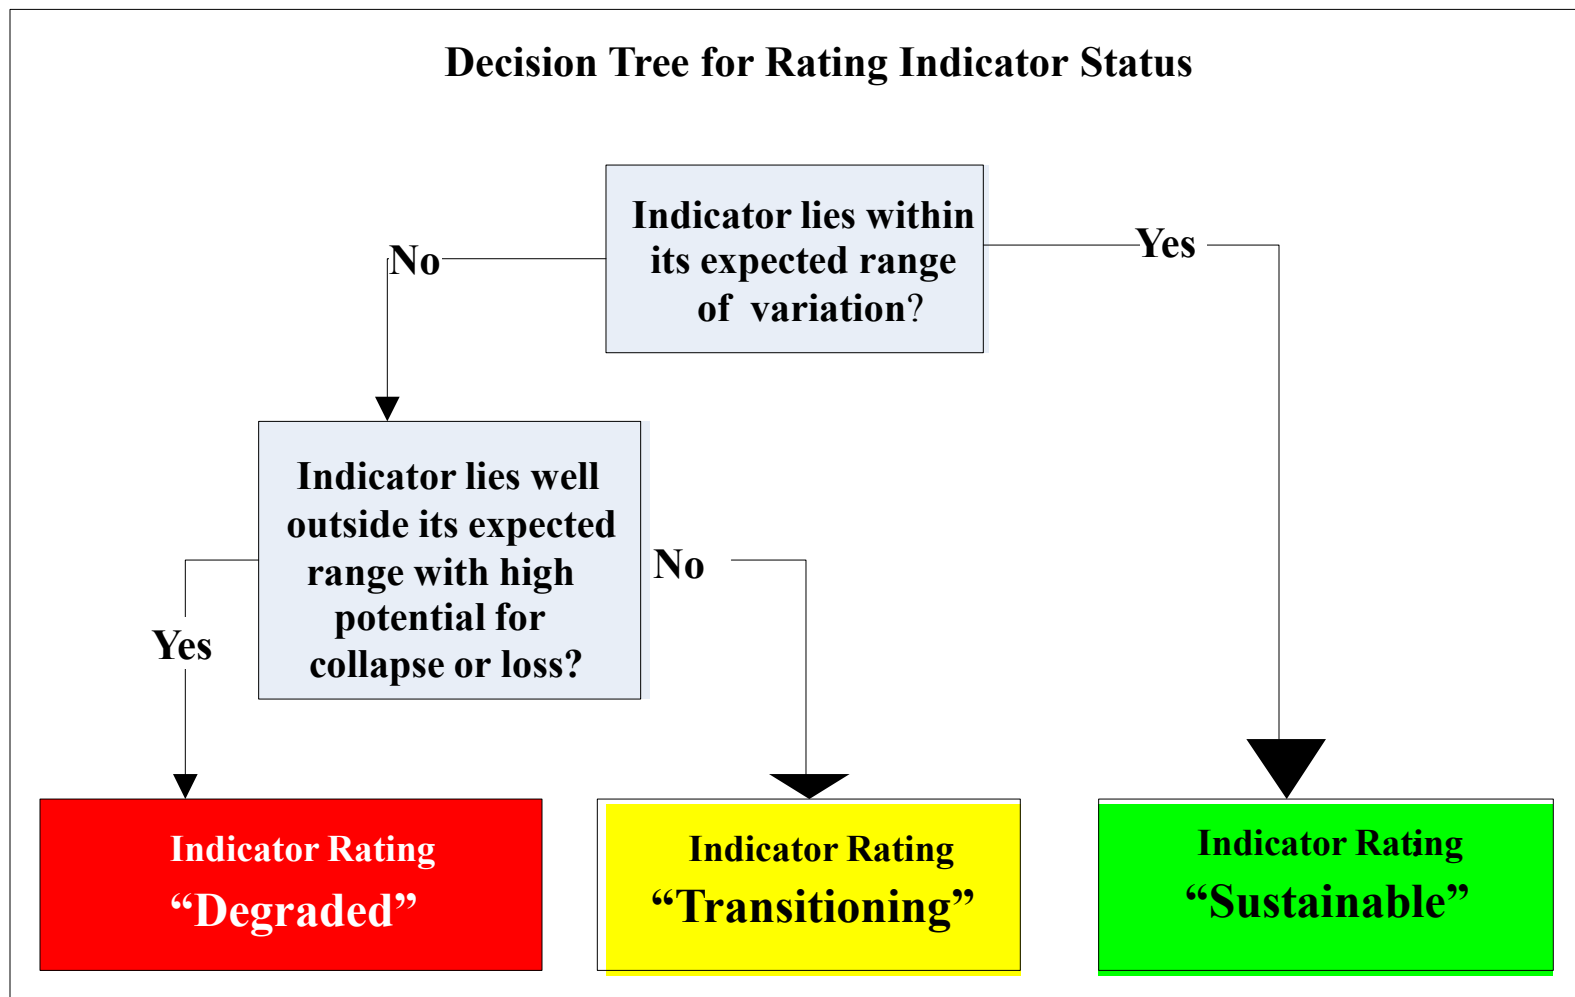 Decision Tree for Rating Indicator Status
Indicator lies within
its expected range
of variation?
No
Yes
Indicator lies well
outside its expected
range with high
potential for
collapse or loss?
No
Yes
Indicator Rating
“Degraded”
Indicator Rating
“Transitioning”
Indicator Rating
“Sustainable”